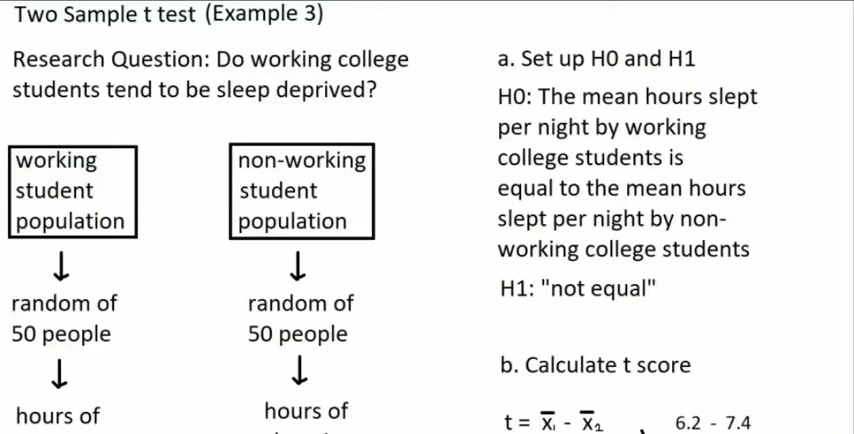 Two Sample t test (Example 3)
Research Question: Do working college
students tend to be sleep deprived?
working
student
population
↓
random of
50 people
↓
hours of
non-working
student
population
↓
random of
50 people
↓
hours of
a. Set up H0 and H1
H0: The mean hours slept
per night by working
college students is
equal to the mean hours
slept per night by non-
working college students
H1: "not equal"
b. Calculate t score
t = x̅₁ - x̅₂ 6.2 - 7.4